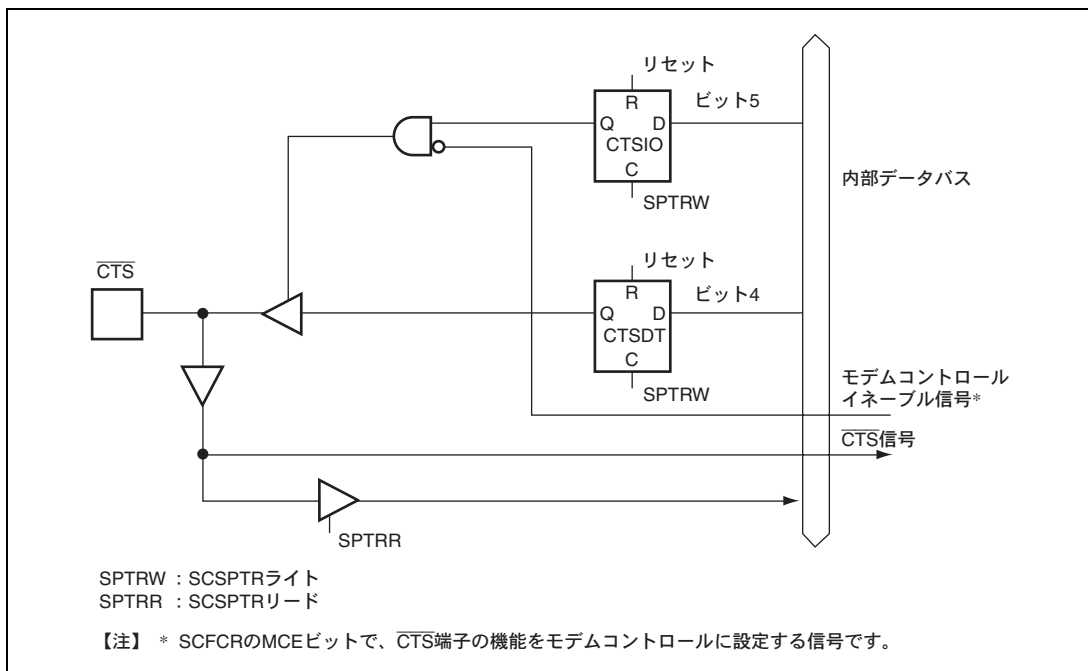 リセット
R
ビット5
Q D
CTSIO
C
SPTRW
内部データバス
CTS
リセット
R
ビット4
Q D
CTSDT
C
SPTRW
モデムコントロール
イネーブル信号*
CTS信号
SPTRR
SPTRW : SCSPTRライト
SPTRR : SCSPTRリード
【注】 * SCFCRのMCEビットで、CTS端子の機能をモデムコントロールに設定する信号です。